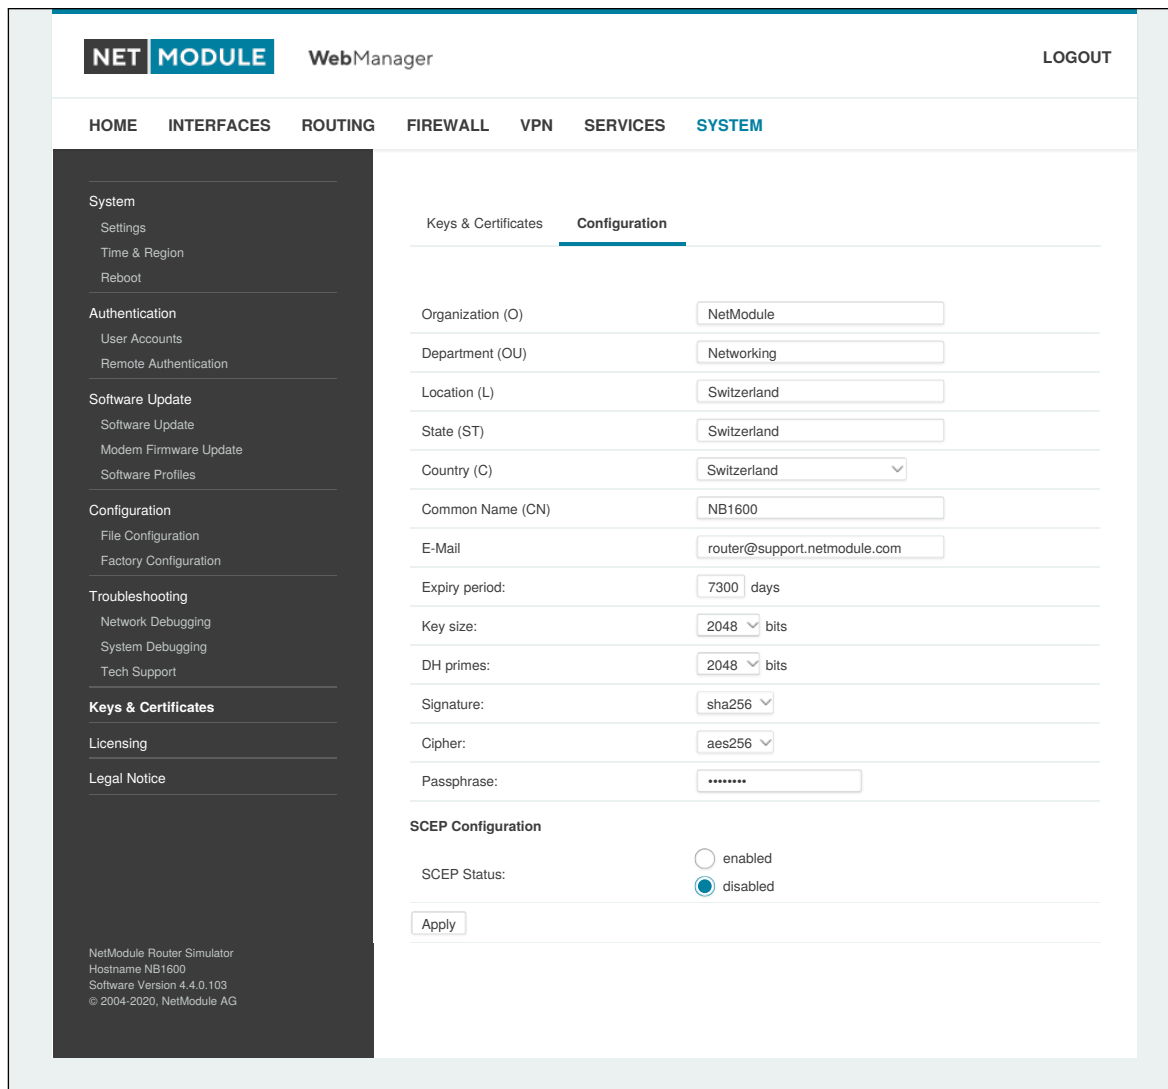 NET MODULE WebManager LOGOUT
HOME INTERFACES ROUTING FIREWALL VPN SERVICES SYSTEM
System
Settings
Time & Region
Reboot
Authentication
User Accounts
Remote Authentication
Software Update
Software Update
Modem Firmware Update
Software Profiles
Configuration
File Configuration
Factory Configuration
Troubleshooting
Network Debugging
System Debugging
Tech Support
Keys & Certificates
Licensing
Legal Notice
NetModule Router Simulator
Hostname NB1600
Software Version 4.4.0.103
© 2004-2020, NetModule AG
Keys & Certificates Configuration
Organization (O) NetModule
Department (OU) Networking
Location (L) Switzerland
State (ST) Switzerland
Country (C) Switzerland
Common Name (CN) NB1600
E-Mail router@support.netmodule.com
Expiry period: 7300 days
Key size: 2048 bits
DH primes: 2048 bits
Signature: sha256
Cipher: aes256
Passphrase: ••••••••
SCEP Configuration
SCEP Status: enabled
disabled
Apply